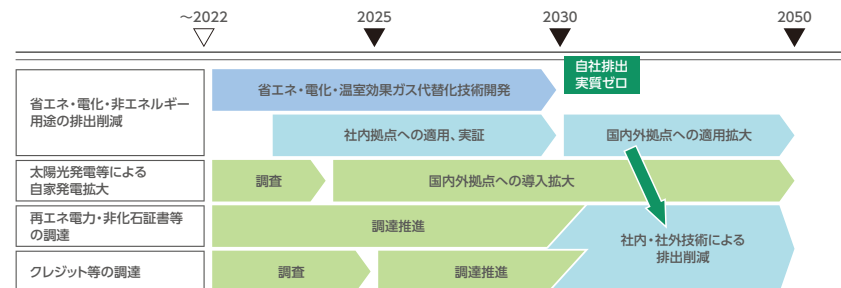 ～2022
2025
2030
2050
自社排出
実質ゼロ
省エネ・電化・非エネルギー
用途の排出削減
省エネ・電化・温室効果ガス代替化技術開発
社内拠点への適用、実証
国内外拠点への適用拡大
太陽光発電等による
自家発電拡大
調査
国内外拠点への導入拡大
再エネ電力・非化石証書等
の調達
調達推進
社内・社外技術による
排出削減
クレジット等の調達
調査
調達推進